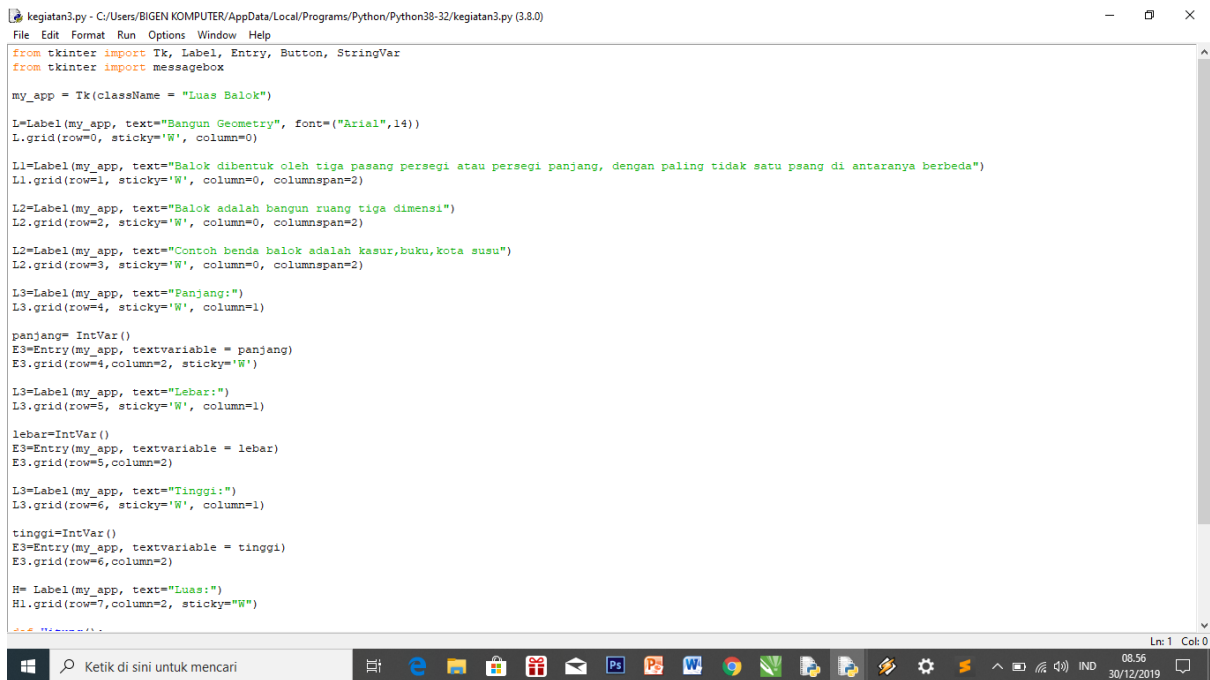 kegiatan3.py - C:/Users/BIGEN KOMPUTER/AppData/Local/Programs/Python/Python38-32/kegiatan3.py (3.8.0)
File Edit Format Run Options Window Help
from tkinter import Tk, Label, Entry, Button, StringVar
from tkinter import messagebox
my_app = Tk(className = "Luas Balok")
L=Label(my_app, text="Bangun Geometry", font=("Arial",14))
L.grid(row=0, sticky='W', column=0)
L1=Label(my_app, text="Balok dibentuk oleh tiga pasang persegi atau persegi panjang, dengan paling tidak satu psang di antaranya berbeda")
L1.grid(row=1, sticky='W', column=0, columnspan=2)
L2=Label(my_app, text="Balok adalah bangun ruang tiga dimensi")
L2.grid(row=2, sticky='W', column=0, columnspan=2)
L2=Label(my_app, text="Contoh benda balok adalah kasur,buku,kota susu")
L2.grid(row=3, sticky='W', column=0, columnspan=2)
L3=Label(my_app, text="Panjang:")
L3.grid(row=4, sticky='W', column=1)
panjang= IntVar()
E3=Entry(my_app, textvariable = panjang)
E3.grid(row=4,column=2, sticky='W')
L3=Label(my_app, text="Lebar:")
L3.grid(row=5, sticky='W', column=1)
lebar=IntVar()
E3=Entry(my_app, textvariable = lebar)
E3.grid(row=5,column=2)
L3=Label(my_app, text="Tinggi:")
L3.grid(row=6, sticky='W', column=1)
tinggi=IntVar()
E3=Entry(my_app, textvariable = tinggi)
E3.grid(row=6,column=2)
H= Label(my_app, text="Luas:")
H1.grid(row=7,column=2, sticky="W")
Ln: 1 Col: 0
Ketik di sini untuk mencari
Ps
IND
08.56
30/12/2019